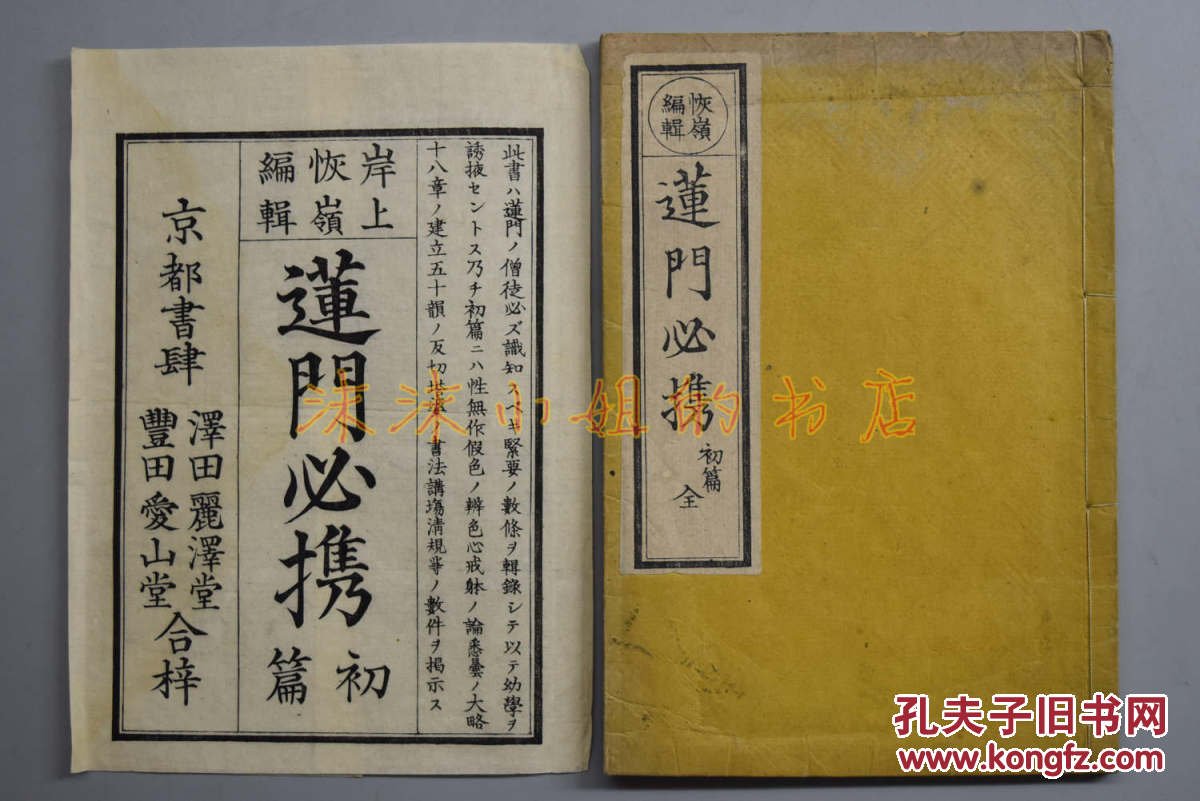 此書ハ蓮門ノ僧徒必ズ識知スベキ緊要ノ數條ヲ輯錄シテ以テ幼學ヲ
誘掖セントス乃チ初篇ニハ性無作假色ノ辨色心戒躰ノ論悉曇ノ大略
十八章ノ建立五十韻ノ反切塔婆ノ書法講塲淸規等ノ數件ヲ揭示ス
岸上
恢嶺
編輯
蓮門必携
初
篇
京都書肆
澤田麗澤堂
豐田愛山堂
合梓
恢嶺
編輯
蓮門必携
初篇
全
沫沫小姐的书店
孔夫子旧书网
www.kongfz.com